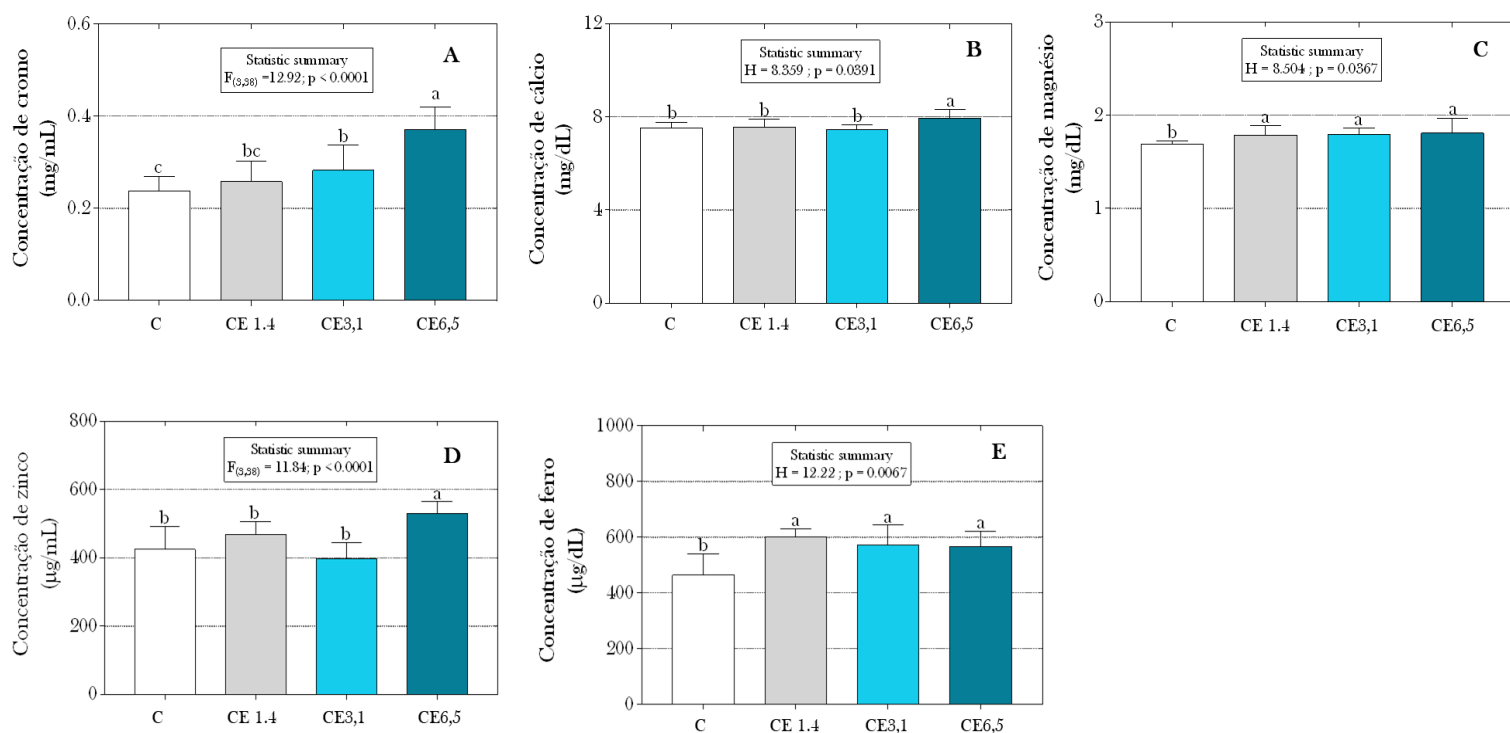 Concentração de cromo
(mg/mL)
0.6
0.4
0.2
0.0
A
Statistic summary
F(3,38) =12.92; p < 0.0001
c
bc
b
a
C
CE 1.4
CE3,1
CE6,5
Concentração de cálcio
(mg/dL)
12
8
4
0
B
Statistic summary
H = 8.359 ; p = 0.0391
b
b
b
a
C
CE 1.4
CE3,1
CE6,5
Concentração de magnésio
(mg/dL)
3
2
1
0
C
Statistic summary
H = 8.504 ; p = 0.0367
b
a
a
a
C
CE 1.4
CE3,1
CE6,5
Concentração de zinco
(µg/mL)
800
600
400
200
0
D
Statistic summary
F(3,38) = 11.84; p < 0.0001
b
b
b
a
C
CE 1.4
CE3,1
CE6,5
Concentração de ferro
(µg/dL)
1000
800
600
400
200
0
E
Statistic summary
H = 12.22 ; p = 0.0067
b
a
a
a
C
CE 1.4
CE3,1
CE6,5